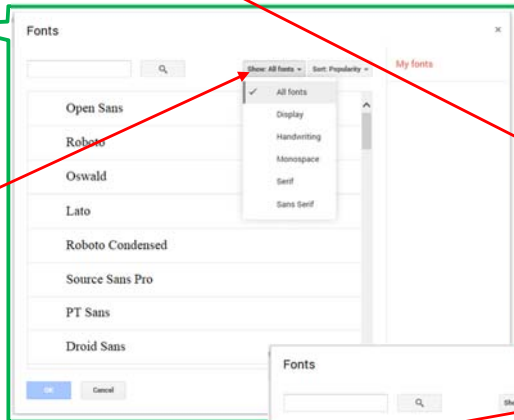 Fonts
×
Show: All fonts
Sort: Popularity
My fonts
✓ All fonts
Display
Handwriting
Monospace
Serif
Sans Serif
Open Sans
Roboto
Oswald
Lato
Roboto Condensed
Source Sans Pro
PT Sans
Droid Sans
OK
Cancel
Fonts